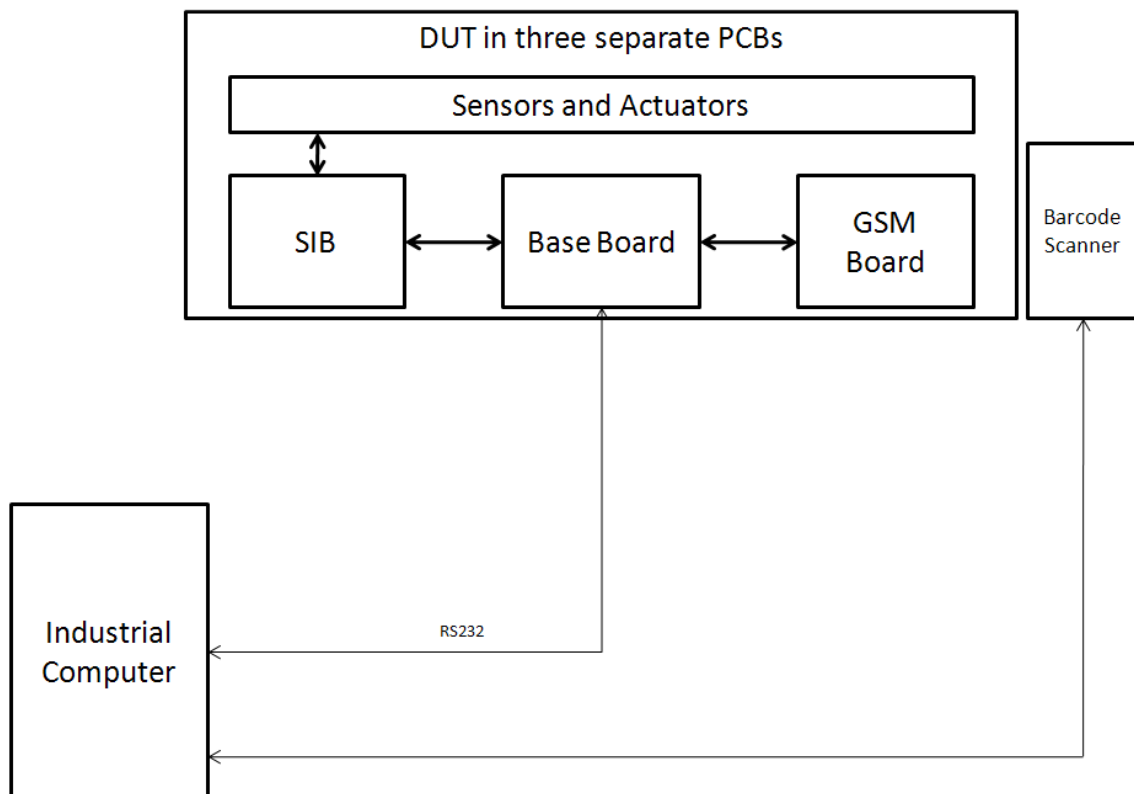 DUT in three separate PCBs
Sensors and Actuators
SIB
Base Board
GSM
Board
Barcode
Scanner
RS232
Industrial
Computer